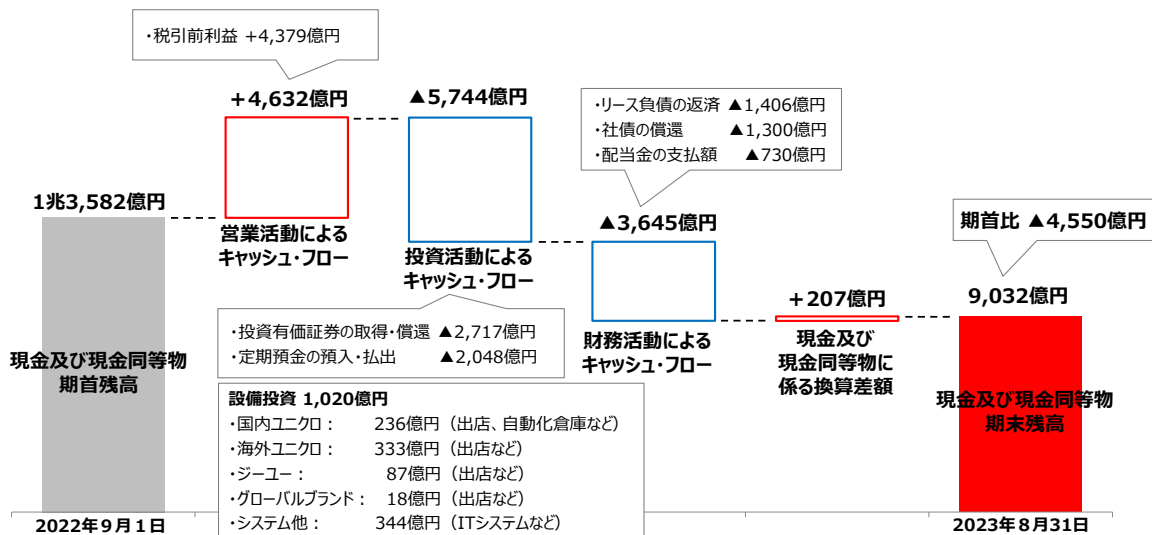 ・税引前利益 +4,379億円
+4,632億円
▲5,744億円
・リース負債の返済 ▲1,406億円
・社債の償還 ▲1,300億円
・配当金の支払額 ▲730億円
1兆3,582億円
営業活動による
キャッシュ・フロー
投資活動による
キャッシュ・フロー
▲3,645億円
期首比 ▲4,550億円
・投資有価証券の取得・償還 ▲2,717億円
・定期預金の預入・払出 ▲2,048億円
財務活動による
キャッシュ・フロー
+207億円
現金及び
現金同等物に
係る換算差額
9,032億円
現金及び現金同等物
期首残高
現金及び現金同等物
期末残高
設備投資 1,020億円
・国内ユニクロ： 236億円（出店、自動化倉庫など）
・海外ユニクロ： 333億円（出店など）
・ジーユー： 87億円（出店など）
・グローバルブランド： 18億円（出店など）
・システム他： 344億円（ITシステムなど）
2022年９月１日
2023年８月31日